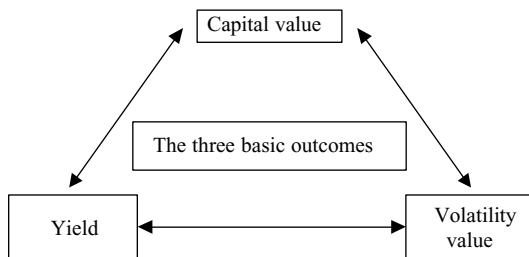 Capital value
The three basic outcomes
Yield
Volatility
value